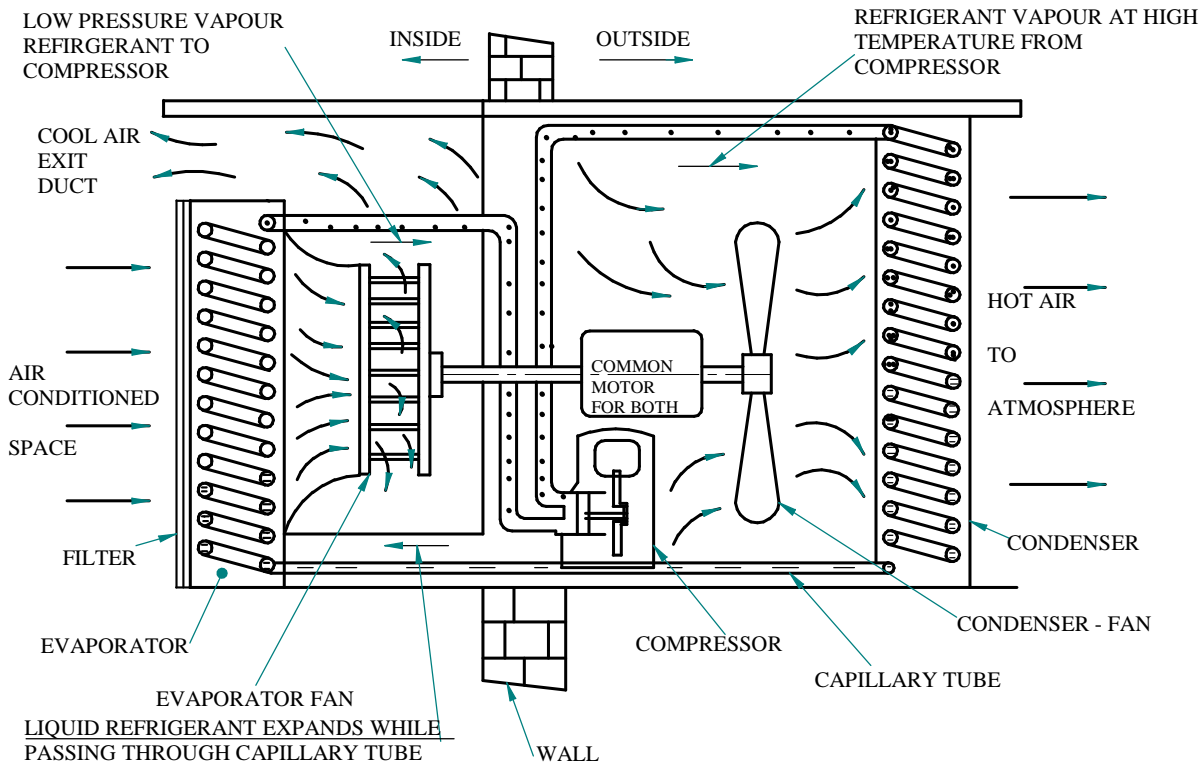 LOW PRESSURE VAPOUR
REFIRGERANT TO
COMPRESSOR
INSIDE
OUTSIDE
REFRIGERANT VAPOUR AT HIGH
TEMPERATURE FROM
COMPRESSOR
COOL AIR
EXIT
DUCT
HOT AIR
TO
ATMOSPHERE
COMMON
MOTOR
FOR BOTH
AIR
CONDITIONED
SPACE
FILTER
CONDENSER
EVAPORATOR
COMPRESSOR
CONDENSER - FAN
CAPILLARY TUBE
EVAPORATOR FAN
LIQUID REFRIGERANT EXPANDS WHILE
PASSING THROUGH CAPILLARY TUBE
WALL